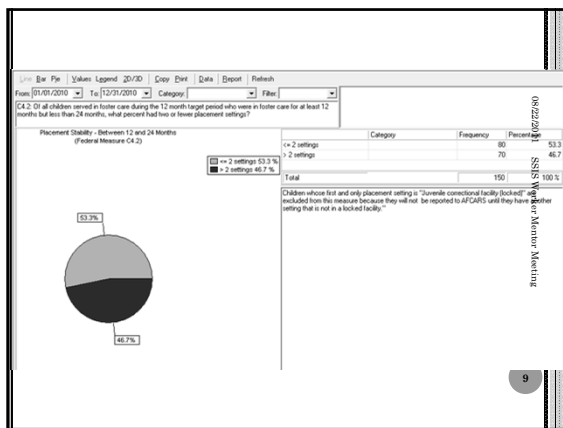 Line Bar Pie Values Legend 2D/3D Copy Print Data Report Refresh
From: 01/01/2010 To: 12/31/2010 Category: Filter:
C4.2: Of all children served in foster care during the 12 month target period who were in foster care for at least 12
months but less than 24 months, what percent had two or fewer placement settings?
Placement Stability - Between 12 and 24 Months
(Federal Measure C4.2)
<= 2 settings 53.3 %
> 2 settings 46.7 %
53.3%
46.7%
Category Frequency Percentage
<= 2 settings 80 53.3
> 2 settings 70 46.7
Total 150 100 %
Children whose first and only placement setting is "Juvenile correctional facility (locked)" are
excluded from this measure because they will not be reported to AFCARS until they have another
setting that is not in a locked facility."
08/22/2011 SSIS Worker Mentor Meeting
9